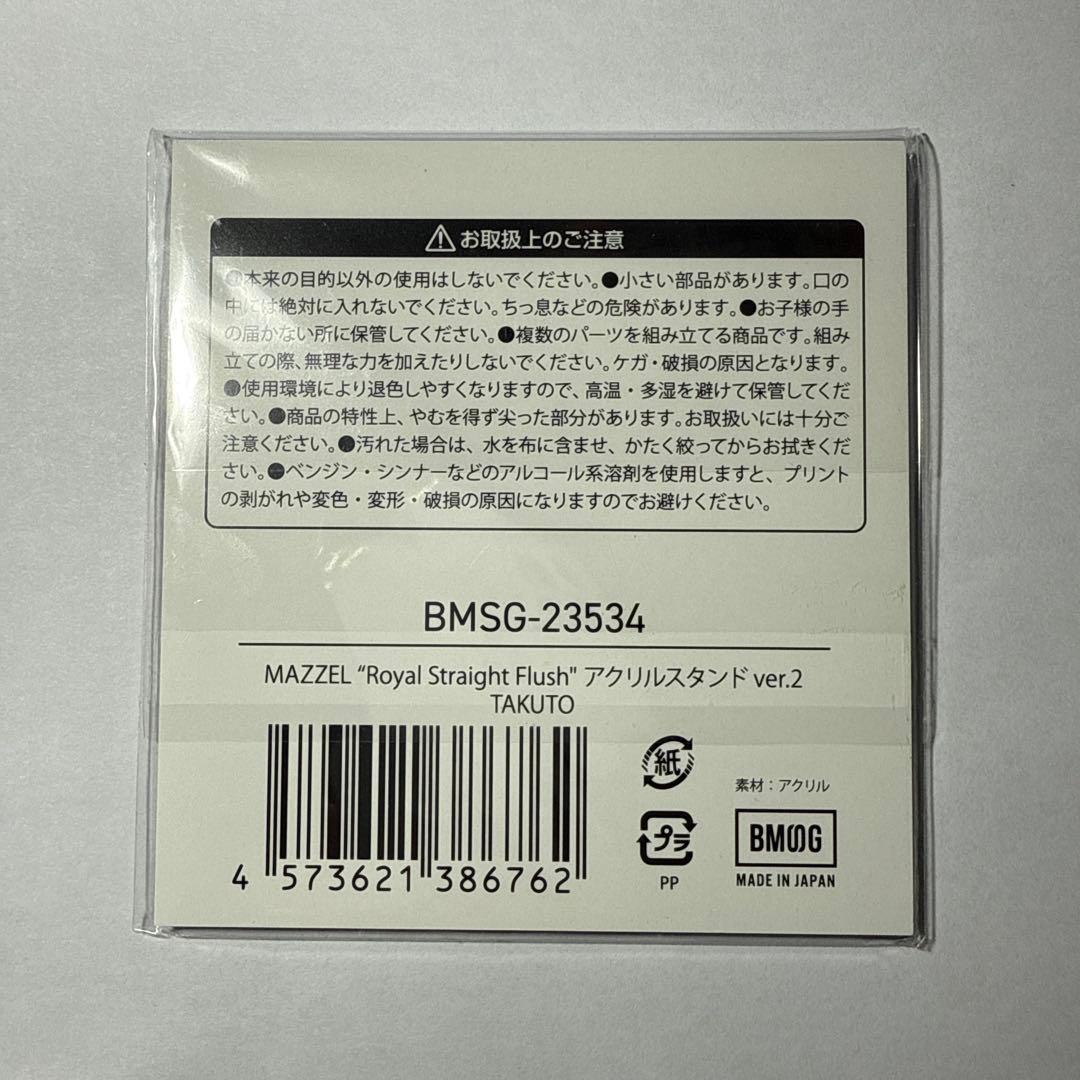 ⚠お取扱上のご注意
●本来の目的以外の使用はしないでください。●小さい部品があります。口の
中には絶対に入れないでください。ちっ息などの危険があります。●お子様の手
の届かない所に保管してください。●複数のパーツを組み立てる商品です。組み
立ての際、無理な力を加えたりしないでください。ケガ・破損の原因となります。
●使用環境により退色しやすくなりますので、高温・多湿を避けて保管してくだ
さい。●商品の特性上、やむを得ず尖った部分があります。お取扱いには十分ご
注意ください。●汚れた場合は、水を布に含ませ、かたく絞ってからお拭きくだ
さい。●ベンジン・シンナーなどのアルコール系溶剤を使用しますと、プリント
の剥がれや変色・変形・破損の原因になりますのでお避けください。
BMSG-23534
MAZZEL “Royal Straight Flush" アクリルスタンド ver.2
TAKUTO
4 573621 386762
紙
プラ
PP
素材：アクリル
BMSG
MADE IN JAPAN